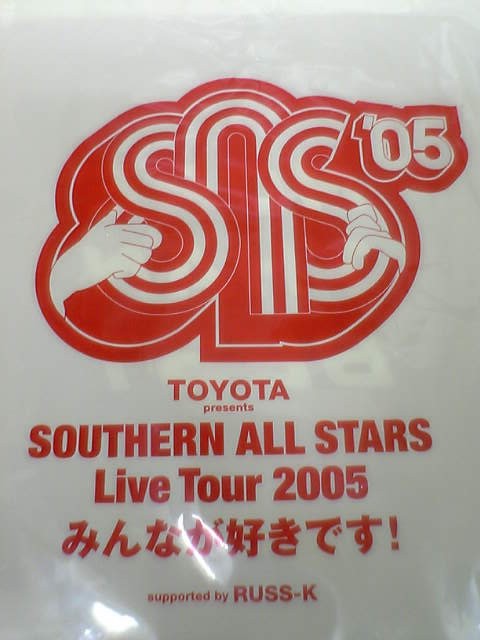 SAS '05
TOYOTA
presents
SOUTHERN ALL STARS
Live Tour 2005
みんなが好きです!
supported by RUSS-K